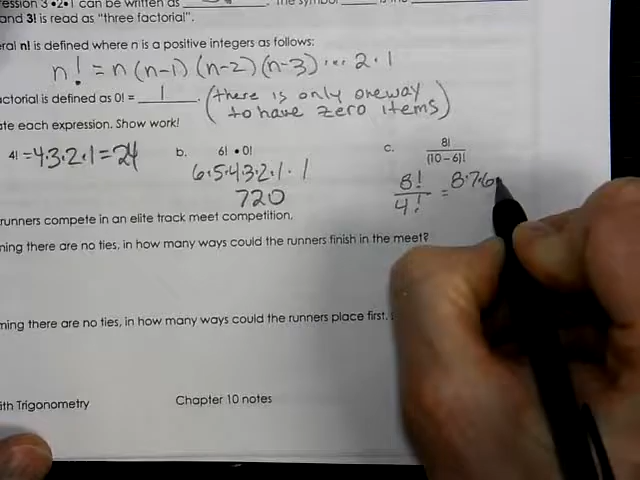 ression 3•2•1 can be written as ______. The symbol ______ is the
and 3! is read as "three factorial".
eral n! is defined where n is a positive integers as follows:
n! = n(n-1)(n-2)(n-3)...2·1
actorial is defined as 0! = 1. (there is only one way
to have zero items)
ate each expression. Show work!
4! = 4·3·2·1 = 24
b. 6! • 0!
6·5·4·3·2·1·1
720
c. 8!
(10 – 6)!
8! = 8·7·6·
4!
runners compete in an elite track meet competition.
ming there are no ties, in how many ways could the runners finish in the meet?
ming there are no ties, in how many ways could the runners place first,
ith Trigonometry
Chapter 10 notes